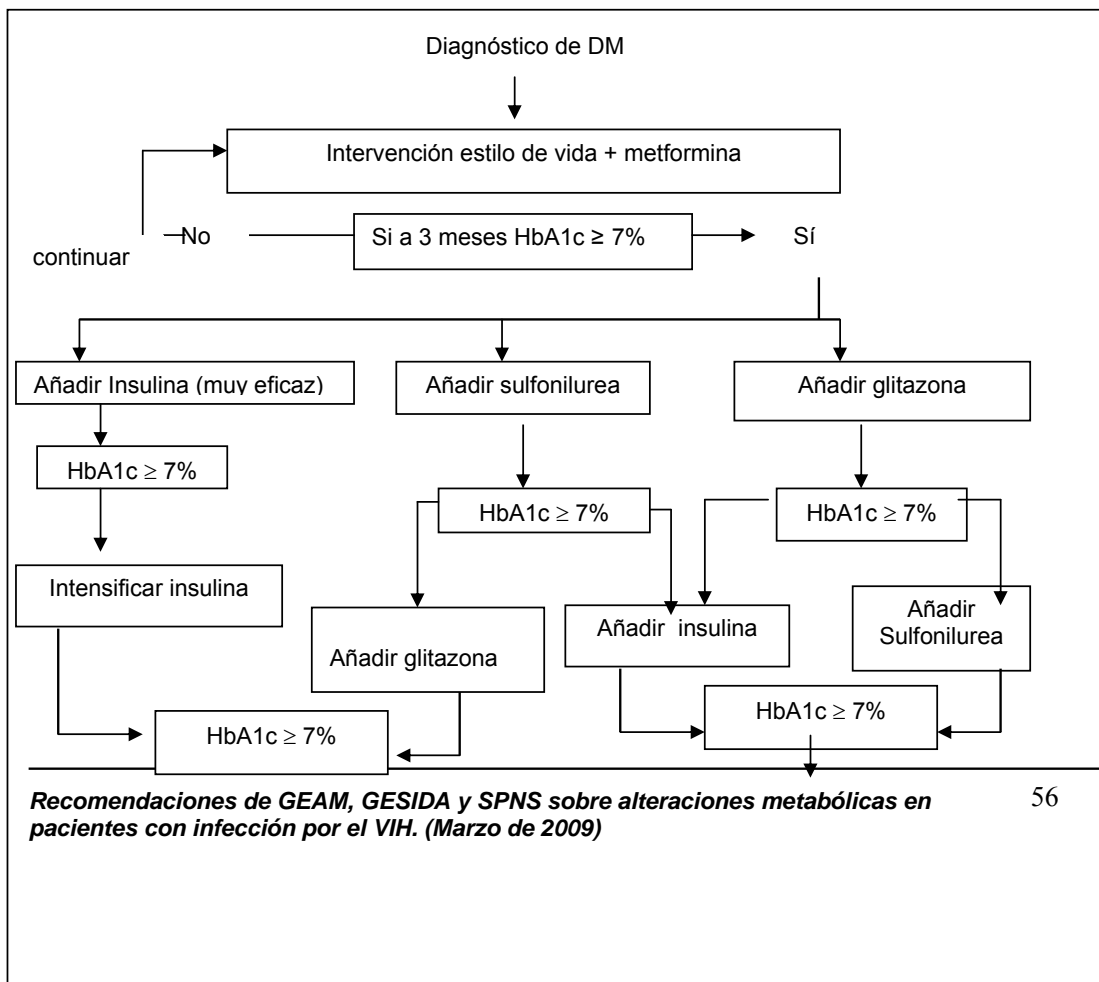 Diagnóstico de DM
Intervención estilo de vida + metformina
No
Si a 3 meses HbA1c ≥ 7%
Sí
continuar
Añadir Insulina (muy eficaz)
Añadir sulfonilurea
Añadir glitazona
HbA1c ≥ 7%
HbA1c ≥ 7%
HbA1c ≥ 7%
Intensificar insulina
Añadir glitazona
Añadir insulina
Añadir
Sulfonilurea
HbA1c ≥ 7%
HbA1c ≥ 7%
Recomendaciones de GEAM, GESIDA y SPNS sobre alteraciones metabólicas en
pacientes con infección por el VIH. (Marzo de 2009)
56